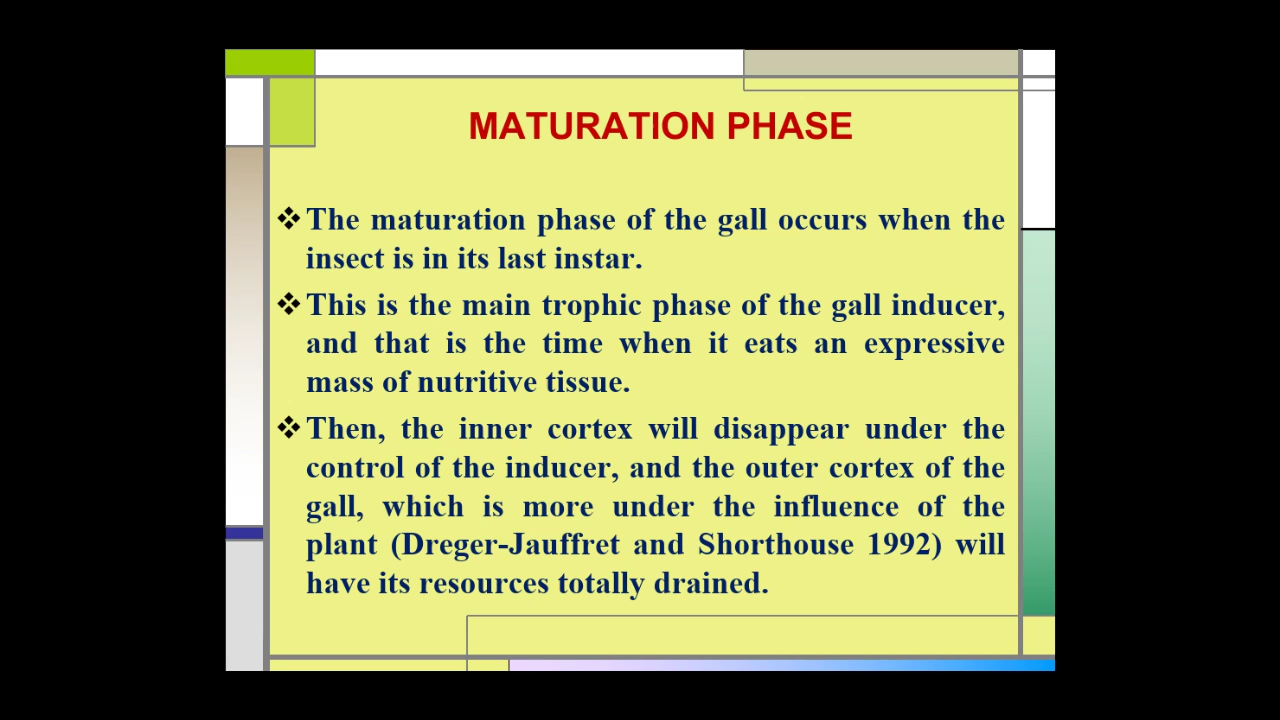 MATURATION PHASE
❖The maturation phase of the gall occurs when the
insect is in its last instar.
❖This is the main trophic phase of the gall inducer,
and that is the time when it eats an expressive
mass of nutritive tissue.
❖Then, the inner cortex will disappear under the
control of the inducer, and the outer cortex of the
gall, which is more under the influence of the
plant (Dreger-Jauffret and Shorthouse 1992) will
have its resources totally drained.